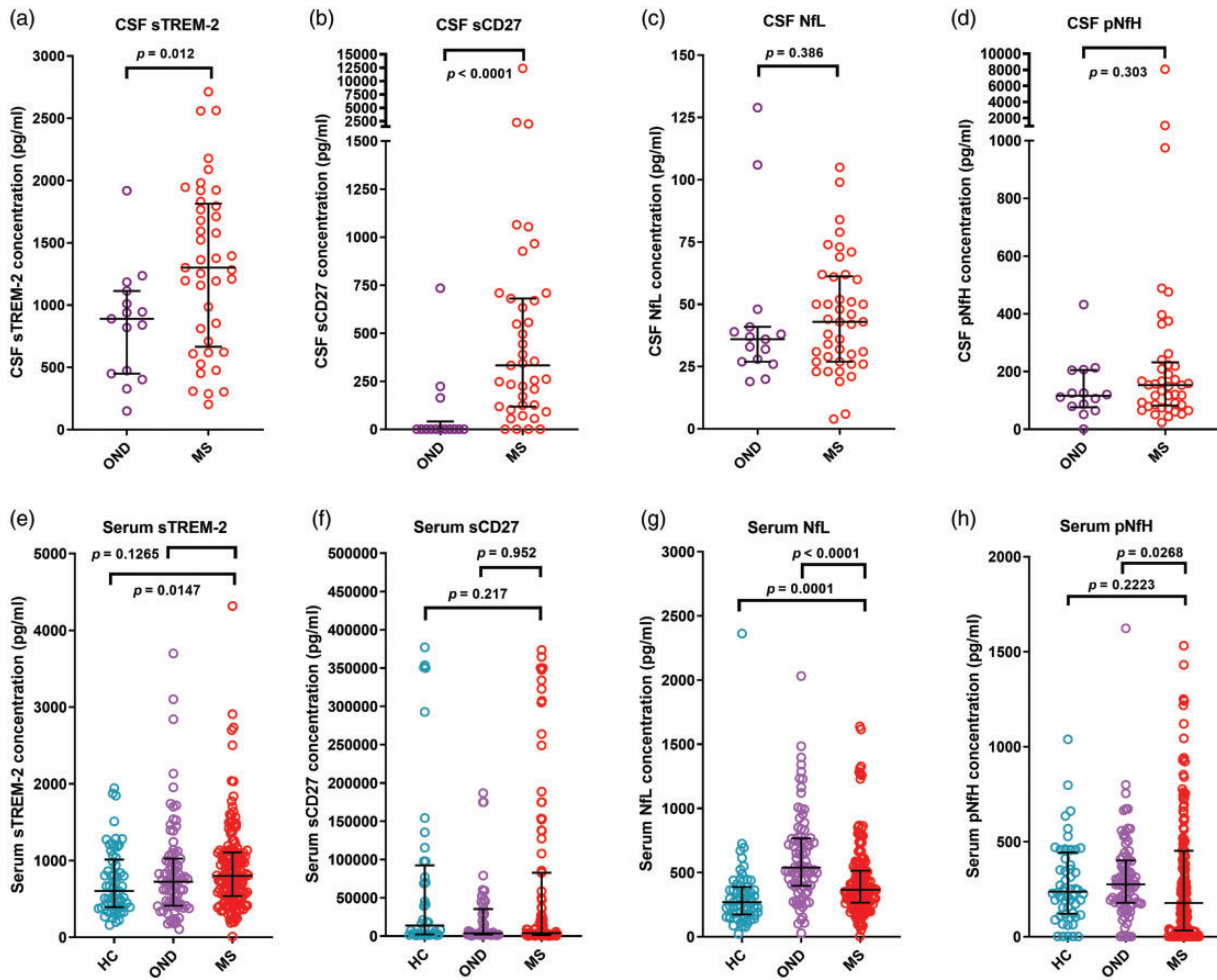 (a)
CSF sTREM-2
p = 0.012
CSF sTREM-2 concentration (pg/ml)
3000
2500
2000
1500
1000
500
0
OND
MS
(b)
CSF sCD27
p < 0.0001
CSF sCD27 concentration (pg/ml)
15000
12500
10000
7500
5000
2500
1500
1250
1000
750
500
250
0
OND
MS
(c)
CSF NfL
p = 0.386
CSF NfL concentration (pg/ml)
150
125
100
75
50
25
0
OND
MS
(d)
CSF pNfH
p = 0.303
CSF pNfH concentration (pg/ml)
10000
8000
6000
4000
2000
1000
800
600
400
200
0
OND
MS
(e)
Serum sTREM-2
p = 0.1265
p = 0.0147
Serum sTREM-2 concentration (pg/ml)
5000
4000
3000
2000
1000
0
HC
OND
MS
(f)
Serum sCD27
p = 0.952
p = 0.217
Serum sCD27 concentration (pg/ml)
500000
450000
400000
350000
300000
250000
200000
150000
100000
50000
0
HC
OND
MS
(g)
Serum NfL
p < 0.0001
p = 0.0001
Serum NfL concentration (pg/ml)
3000
2500
2000
1500
1000
500
0
HC
OND
MS
(h)
Serum pNfH
p = 0.0268
p = 0.2223
Serum pNfH concentration (pg/ml)
2000
1500
1000
500
0
HC
OND
MS